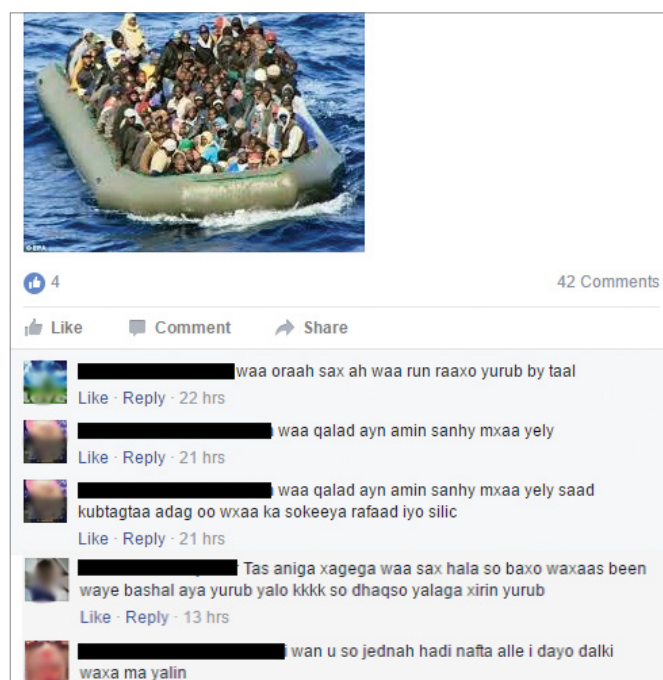 © EPA
4
42 Comments
Like Comment Share
waa oraah sax ah waa run raaxo yurub by taal
Like · Reply · 22 hrs
waa qalad ayn amin sanhy mxaa yely
Like · Reply · 21 hrs
waa qalad ayn amin sanhy mxaa yely saad
kubtagtaa adag oo wxaa ka sokeeya rafaad iyo silic
Like · Reply · 21 hrs
Tas aniga xagega waa sax hala so baxo waxaas been
waye bashal aya yurub yalo kkkk so dhaqso yalaga xirin yurub
Like · Reply · 13 hrs
i wan u so jednah hadi nafta alle i dayo dalki
waxa ma yalin